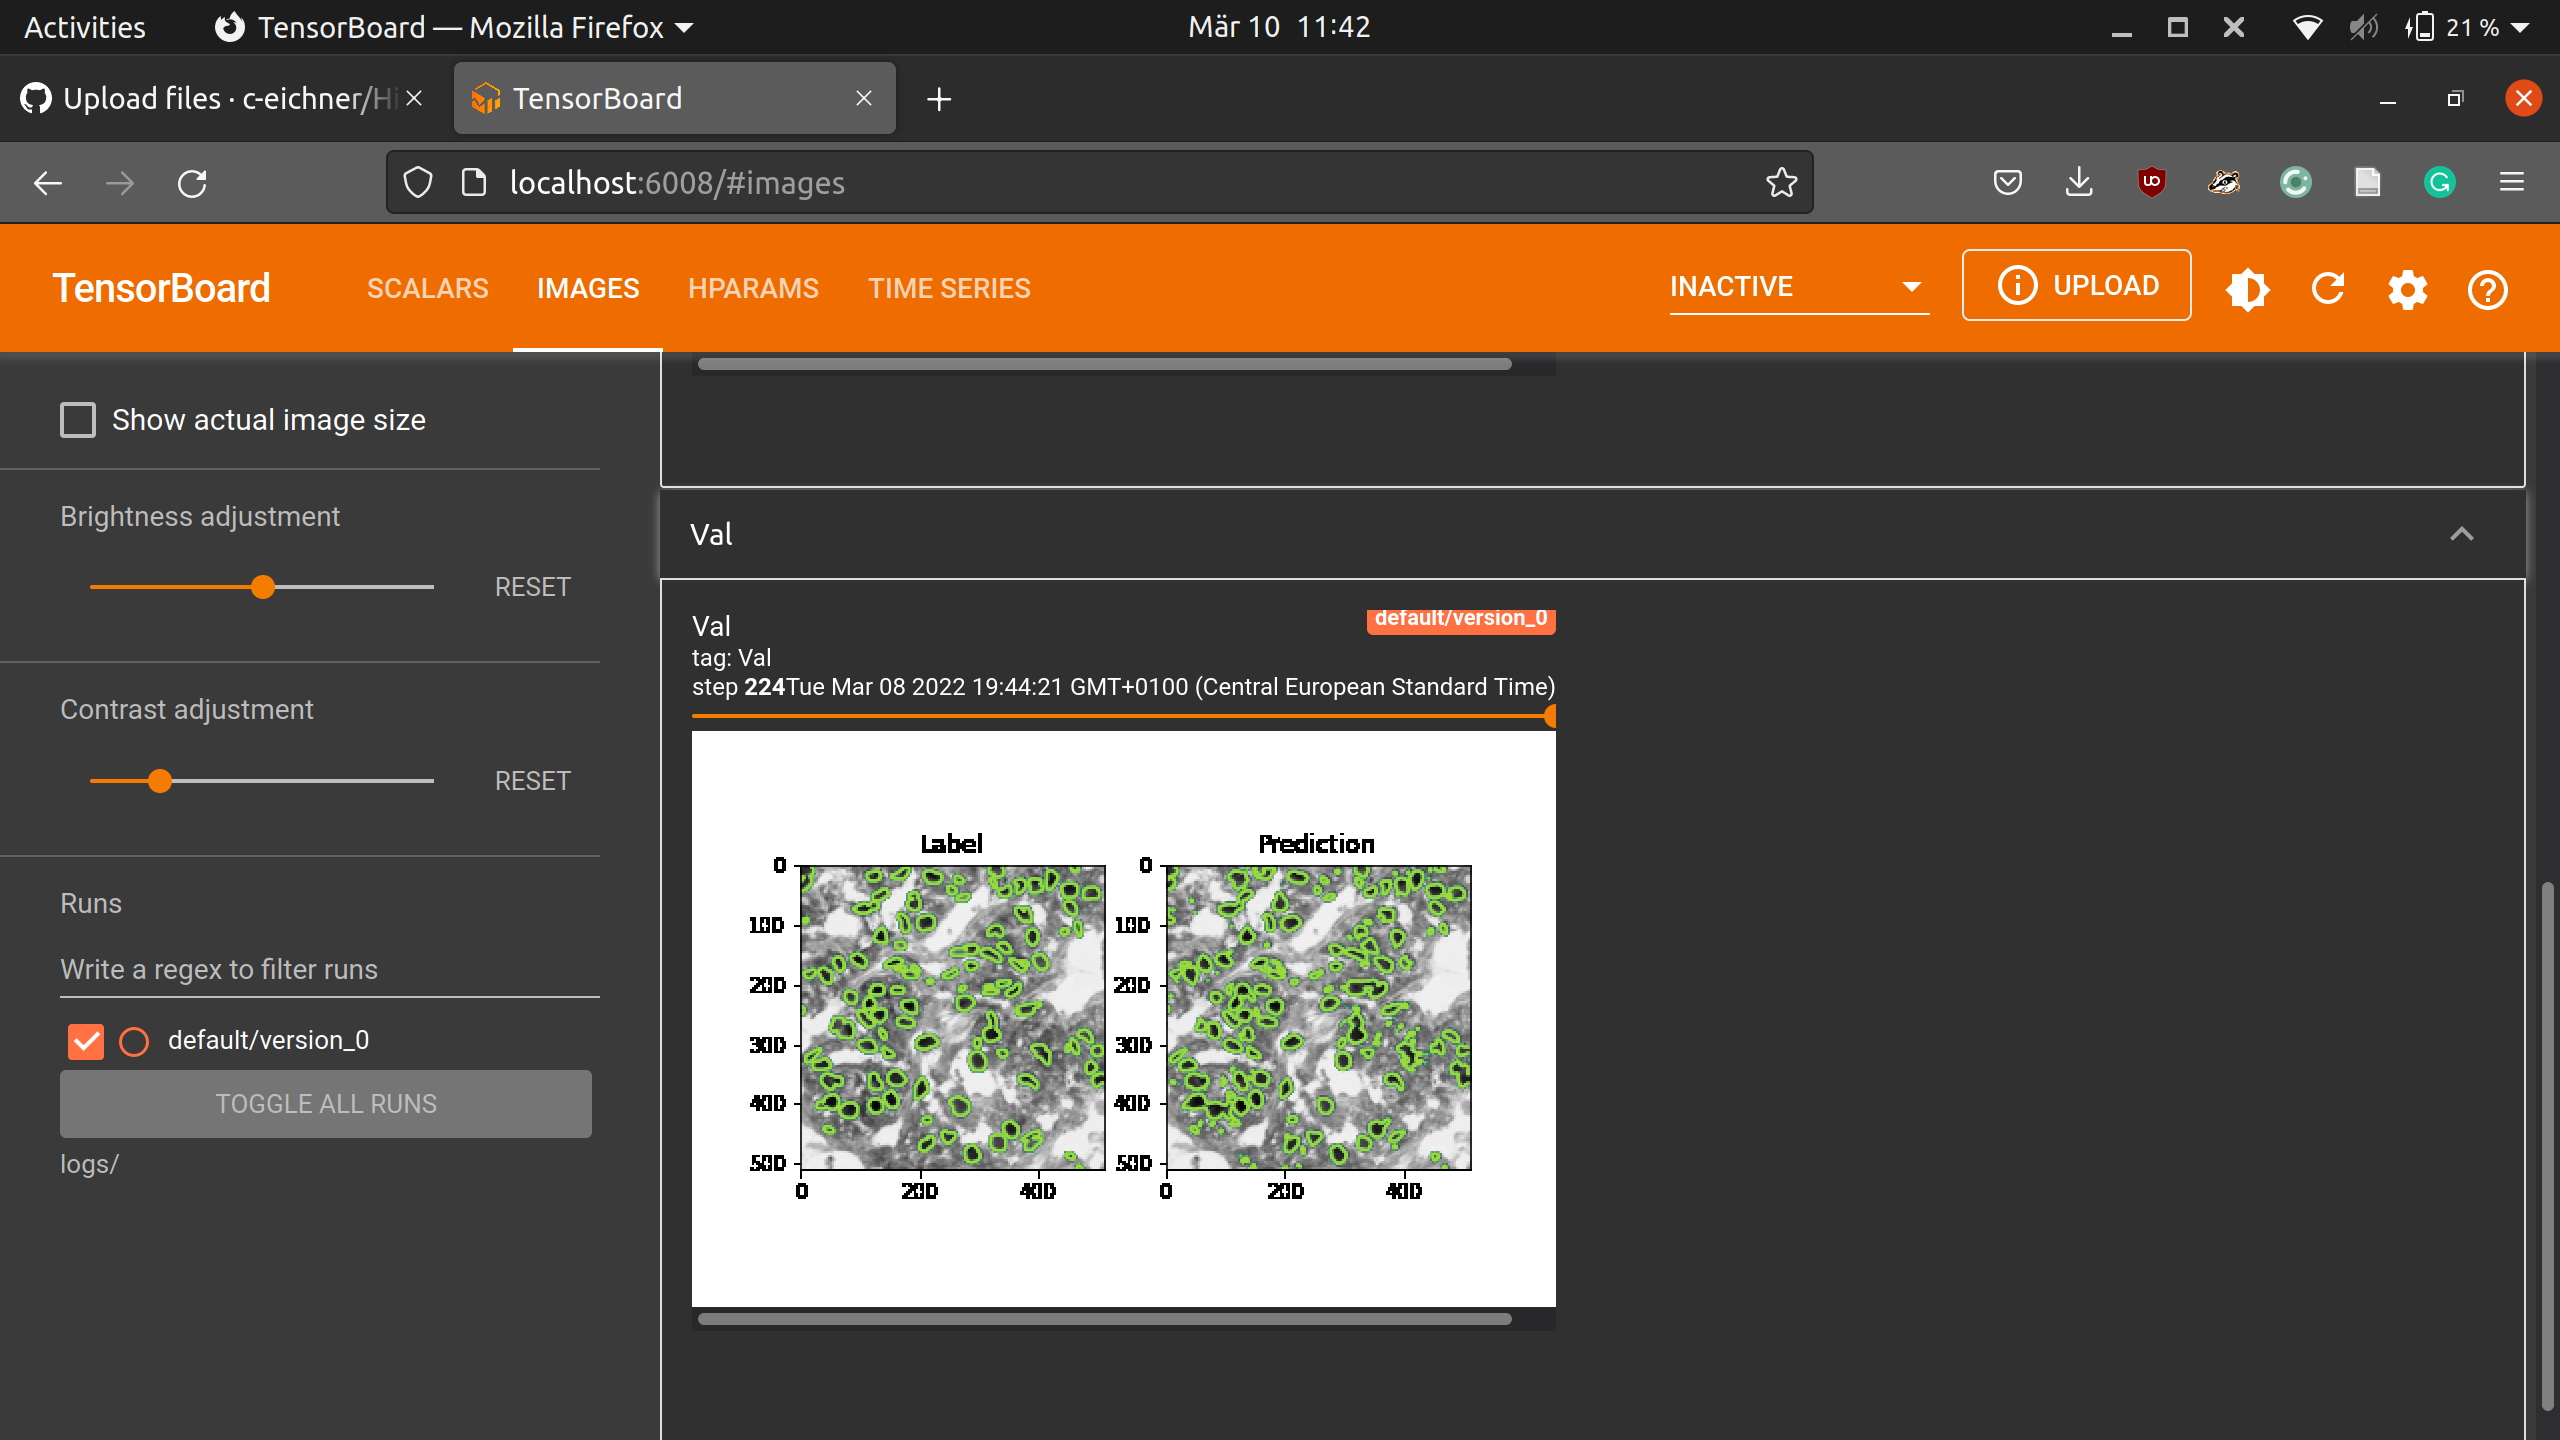 Activities
TensorBoard — Mozilla Firefox
Mär 10 11:42
21 %
Upload files · c-eichner/Hi
TensorBoard
localhost:6008/#images
TensorBoard
SCALARS
IMAGES
HPARAMS
TIME SERIES
INACTIVE
UPLOAD
Show actual image size
Brightness adjustment
RESET
Contrast adjustment
RESET
Runs
Write a regex to filter runs
default/version_0
TOGGLE ALL RUNS
logs/
Val
Val
default/version_0
tag: Val
step 224Tue Mar 08 2022 19:44:21 GMT+0100 (Central European Standard Time)
Label
Prediction
0
100
200
300
400
500
0
200
400
0
100
200
300
400
500
0
200
400